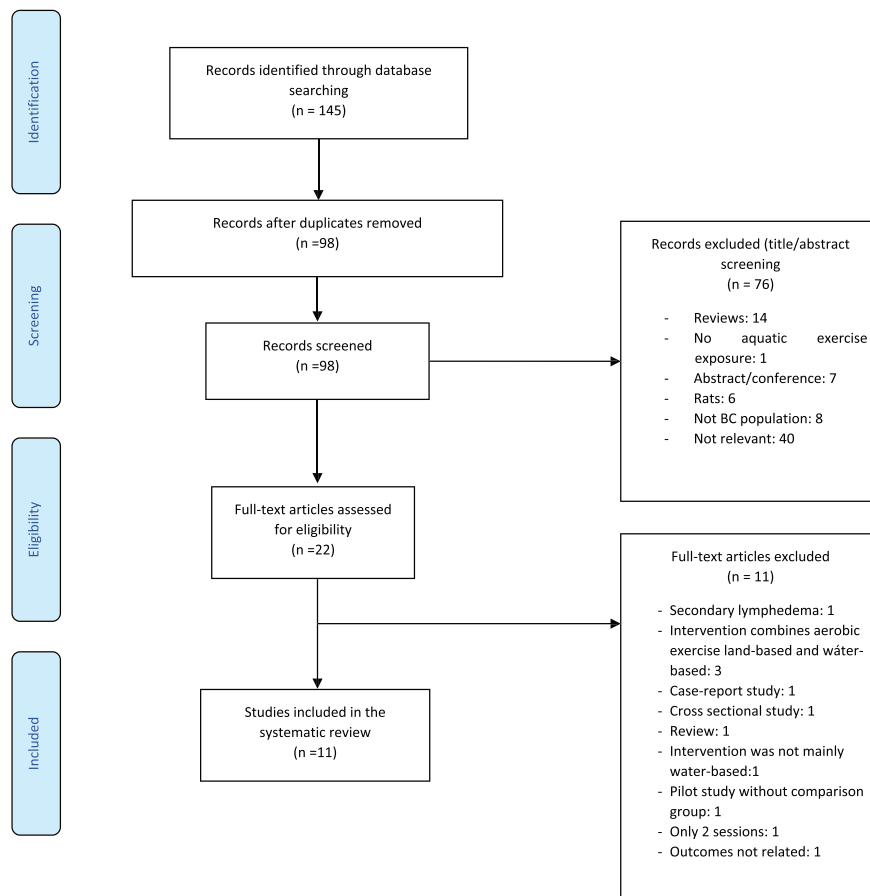 Identification
Records identified through database
searching
(n = 145)
Records after duplicates removed
(n =98)
Screening
Records screened
(n =98)
Records excluded (title/abstract
screening
(n = 76)
- Reviews: 14
- No aquatic exercise
exposure: 1
- Abstract/conference: 7
- Rats: 6
- Not BC population: 8
- Not relevant: 40
Eligibility
Full-text articles assessed
for eligibility
(n =22)
Full-text articles excluded
(n = 11)
- Secondary lymphedema: 1
- Intervention combines aerobic
exercise land-based and wáter-
based: 3
- Case-report study: 1
- Cross sectional study: 1
- Review: 1
- Intervention was not mainly
water-based:1
- Pilot study without comparison
group: 1
- Only 2 sessions: 1
- Outcomes not related: 1
Included
Studies included in the
systematic review
(n =11)